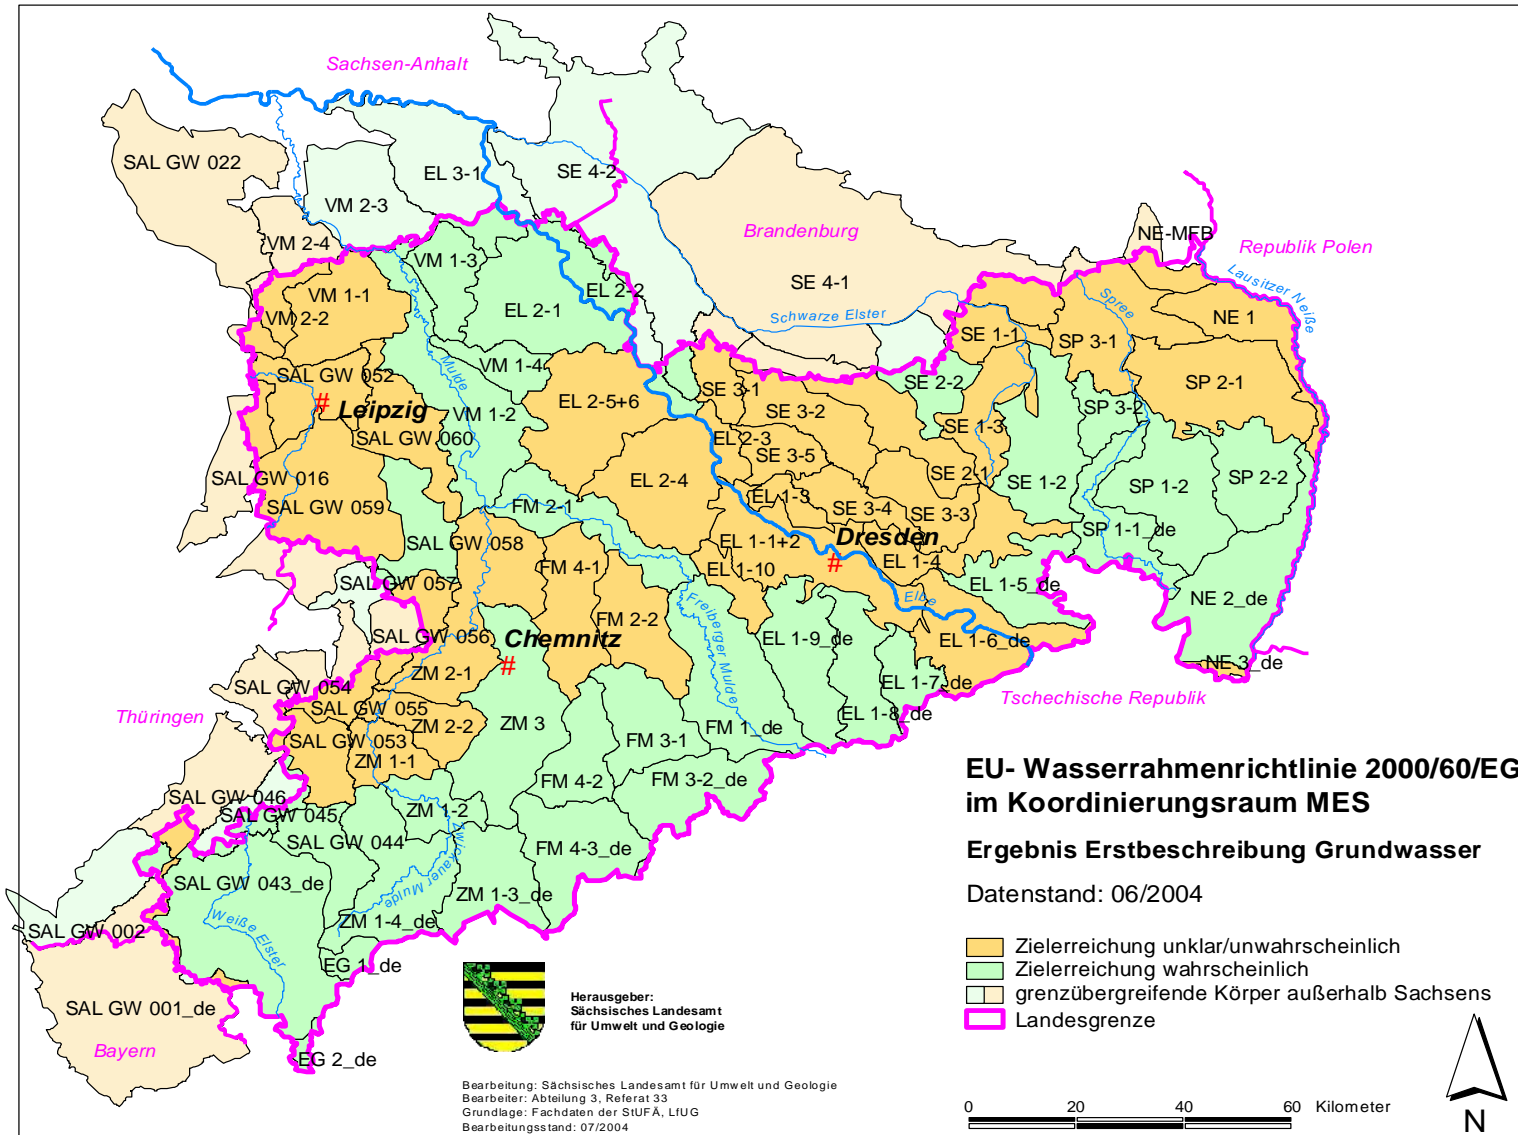 Sachsen-Anhalt
SAL GW 022
EL 3-1
SE 4-2
VM 2-3
VM 2-4
Brandenburg
NE-MFB
Republik Polen
VM 1-3
VM 1-1
EL 2-2
SE 4-1
Lausitzer Neiße
Spree
VM 2-2
EL 2-1
Schwarze Elster
NE 1
SE 1-1
SP 3-1
Mulde
VM 1-4
SAL GW 052
SE 3-1
SE 2-2
SP 2-1
# Leipzig
VM 1-2
EL 2-5+6
SE 3-2
SP 3-2
SAL GW 060
EL 2-3
SE 1-3
SE 3-5
SAL GW 016
EL 2-4
SE 2-1
SE 1-2
SP 1-2
SP 2-2
EL 1-3
SAL GW 059
FM 2-1
SE 3-4
SE 3-3
SP 1-1_de
SAL GW 058
EL 1-1+2
Dresden
#
FM 4-1
EL 1-10
EL 1-4
SAL GW 057
EL 1-5_de
Elbe
NE 2_de
Freiberger Mulde
FM 2-2
SAL GW 056
Chemnitz
#
EL 1-9_de
EL 1-6_de
NE 3_de
ZM 2-1
EL 1-7_de
SAL GW 054
Tschechische Republik
SAL GW 055
EL 1-8_de
Thüringen
ZM 2-2
ZM 3
FM 1_de
SAL GW 053
FM 3-1
ZM 1-1
FM 4-2
FM 3-2_de
SAL GW 046
SAL GW 045
ZM 1-2
SAL GW 044
FM 4-3_de
Zwickauer Mulde
SAL GW 043_de
ZM 1-3_de
Weiße Elster
ZM 1-4_de
SAL GW 002
EG 1_de
SAL GW 001_de
Bayern
EG 2_de
EU- Wasserrahmenrichtlinie 2000/60/EG
im Koordinierungsraum MES
Ergebnis Erstbeschreibung Grundwasser
Datenstand: 06/2004
Zielerreichung unklar/unwahrscheinlich
Zielerreichung wahrscheinlich
grenzübergreifende Körper außerhalb Sachsens
Landesgrenze
Herausgeber:
Sächsisches Landesamt
für Umwelt und Geologie
Bearbeitung: Sächsisches Landesamt für Umwelt und Geologie
Bearbeiter: Abteilung 3, Referat 33
Grundlage: Fachdaten der StUFÄ, LfUG
Bearbeitungsstand: 07/2004
0 20 40 60 Kilometer
N